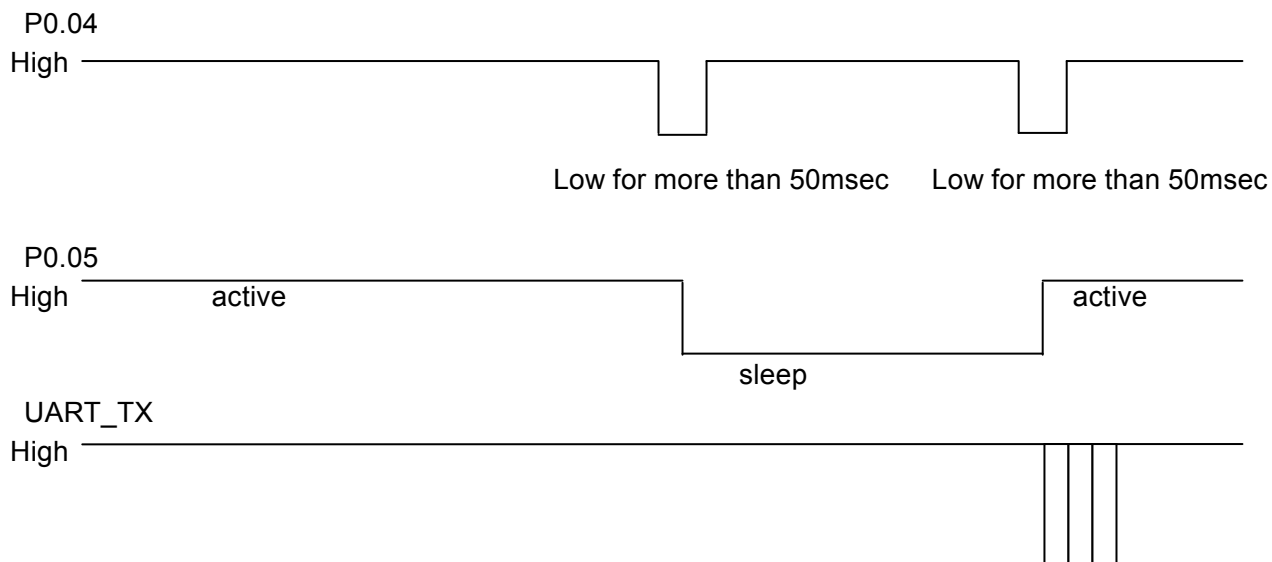 P0.04
High
Low for more than 50msec Low for more than 50msec
P0.05
High active active
sleep
UART_TX
High